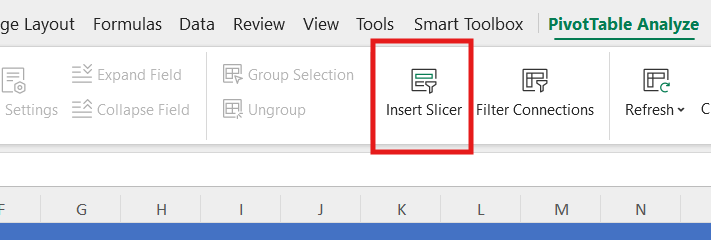 ge Layout Formulas Data Review View Tools Smart Toolbox PivotTable Analyze
Settings
Expand Field
Collapse Field
Group Selection
Ungroup
Insert Slicer
Filter Connections
Refresh
C
F G H I J K L M N